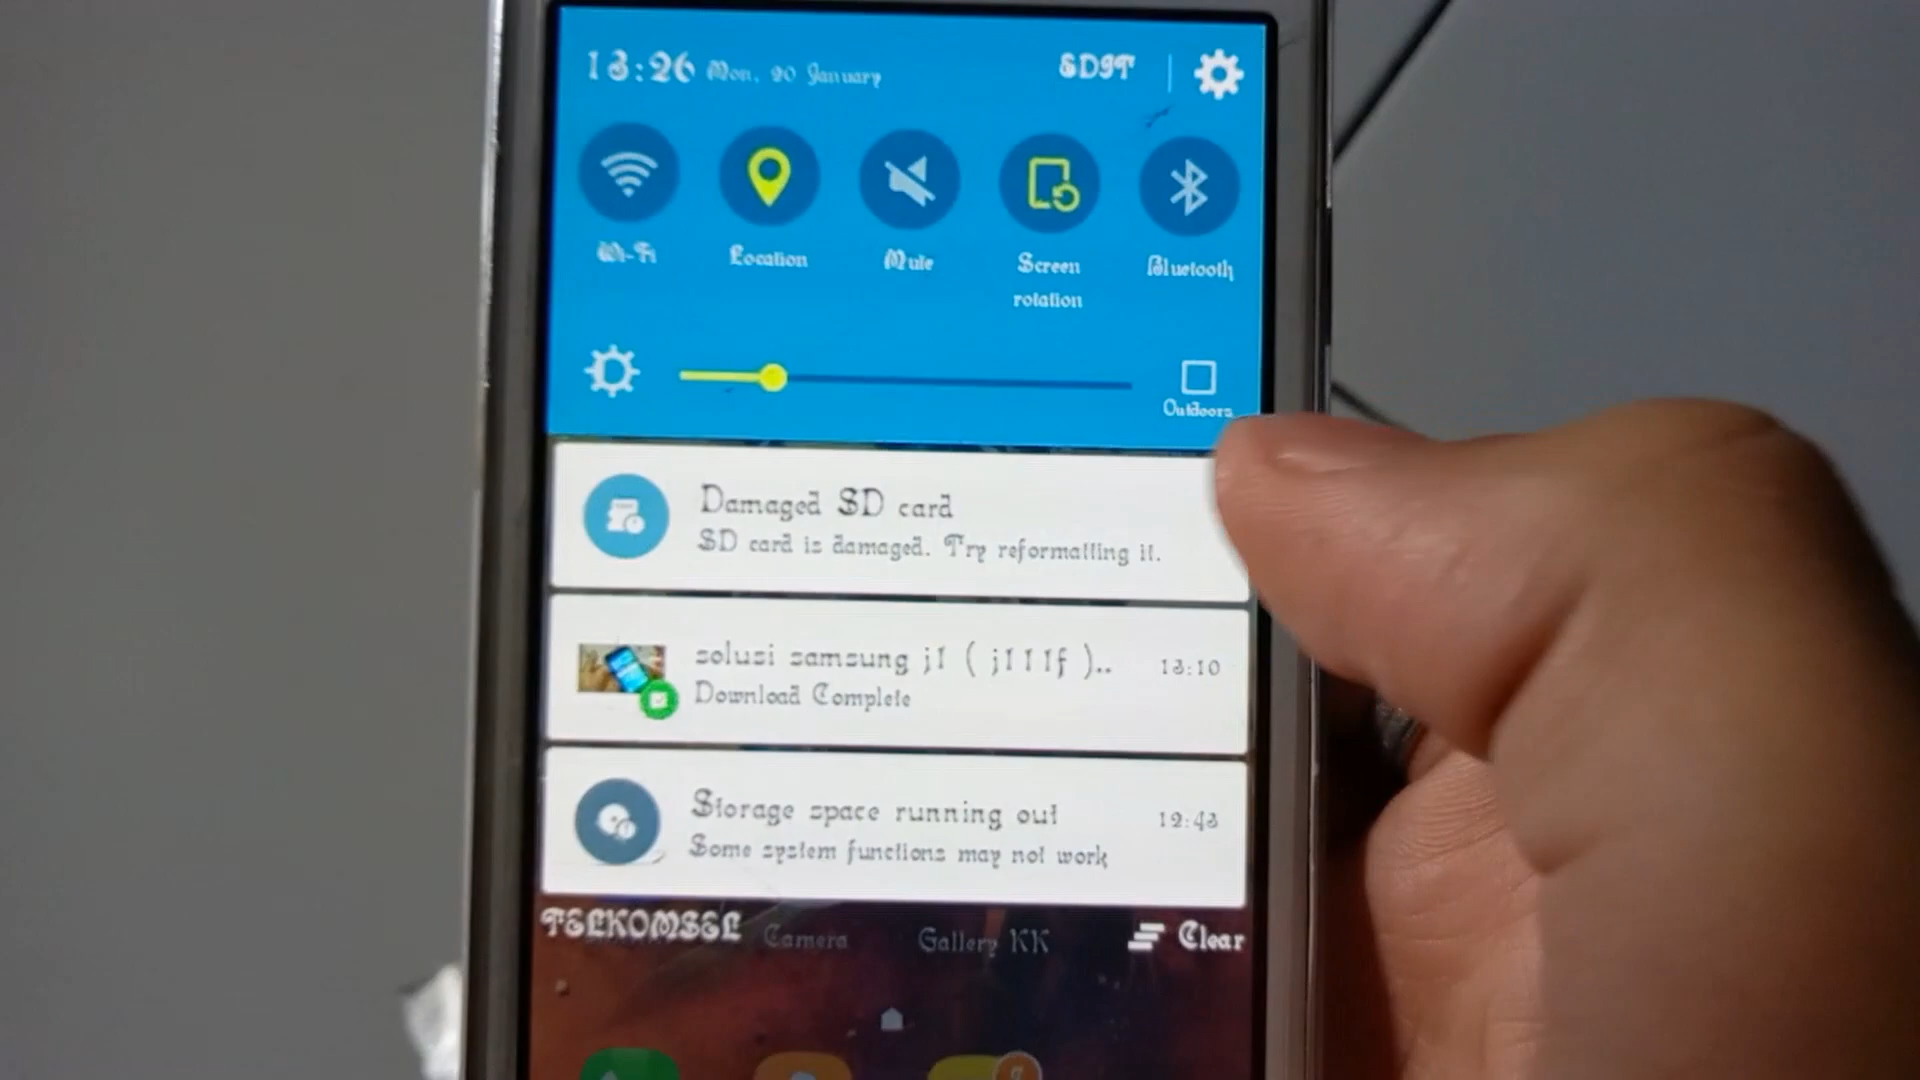 13:26 Mon, 20 January
EDIT
Wi-Fi
Location
Mute
Screen
rotation
Bluetooth
Outdoors
Damaged SD card
SD card is damaged. Try reformatting it.
solusi samsung j1 ( j111f )..
13:10
Download Complete
Storage space running out
12:43
Some system functions may not work
TELKOMSEL
Camera
Gallery KK
Clear